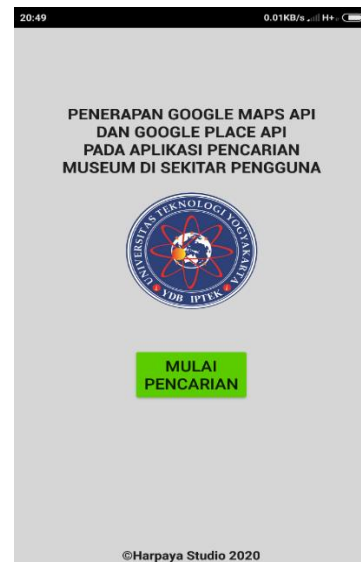 20:49 0.01KB/s H+
PENERAPAN GOOGLE MAPS API
DAN GOOGLE PLACE API
PADA APLIKASI PENCARIAN
MUSEUM DI SEKITAR PENGGUNA
UNIVERSITAS TEKNOLOGI YOGYAKARTA
YDB IPTEK
MULAI
PENCARIAN
©Harpaya Studio 2020